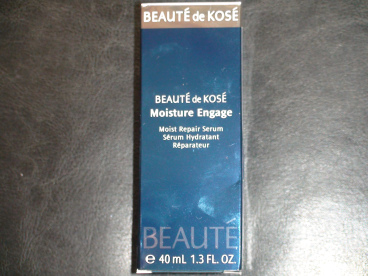 BEAUTÉ de KOSÉ
BEAUTÉ de KOSÉ
Moisture Engage
Moist Repair Serum
Sérum Hydratant
Réparateur
BEAUTE
℮ 40 mL 1.3 FL. OZ.